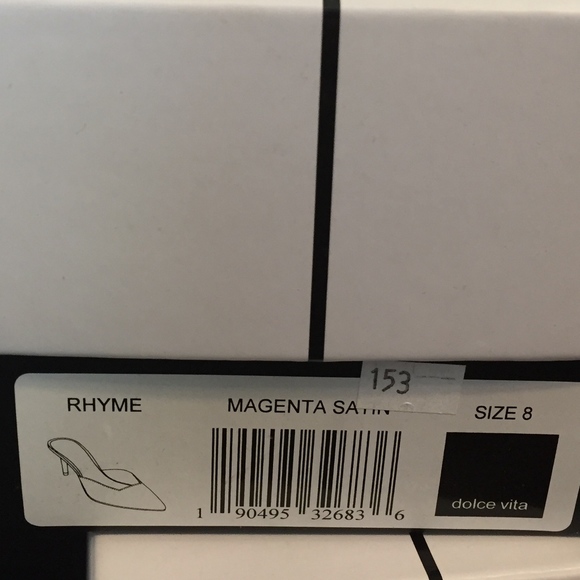 153
RHYME
MAGENTA SATIN
SIZE 8
1 90495 32683 6
dolce vita